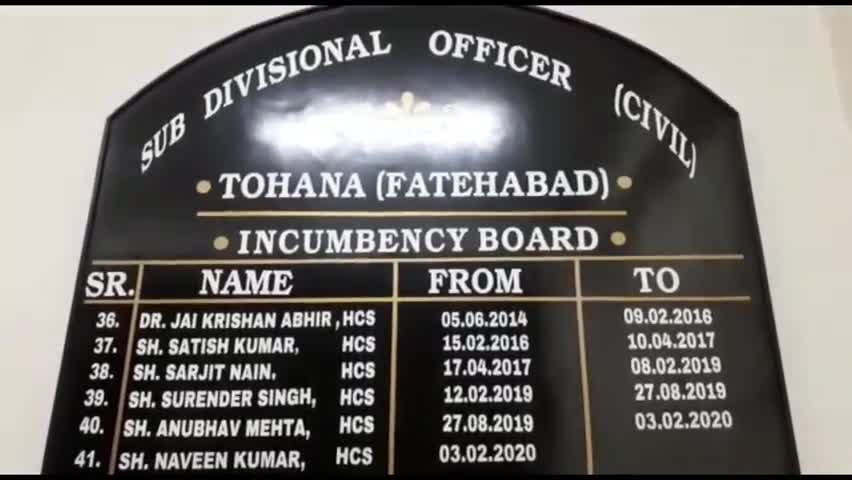 SUB DIVISIONAL OFFICER (CIVIL)
TOHANA (FATEHABAD)
INCUMBENCY BOARD
SR. NAME FROM TO
36. DR. JAI KRISHAN ABHIR, HCS 05.06.2014 09.02.2016
37. SH. SATISH KUMAR, HCS 15.02.2016 10.04.2017
38. SH. SARJIT NAIN, HCS 17.04.2017 08.02.2019
39. SH. SURENDER SINGH, HCS 12.02.2019 27.08.2019
40. SH. ANUBHAV MEHTA, HCS 27.08.2019 03.02.2020
41. SH. NAVEEN KUMAR, HCS 03.02.2020